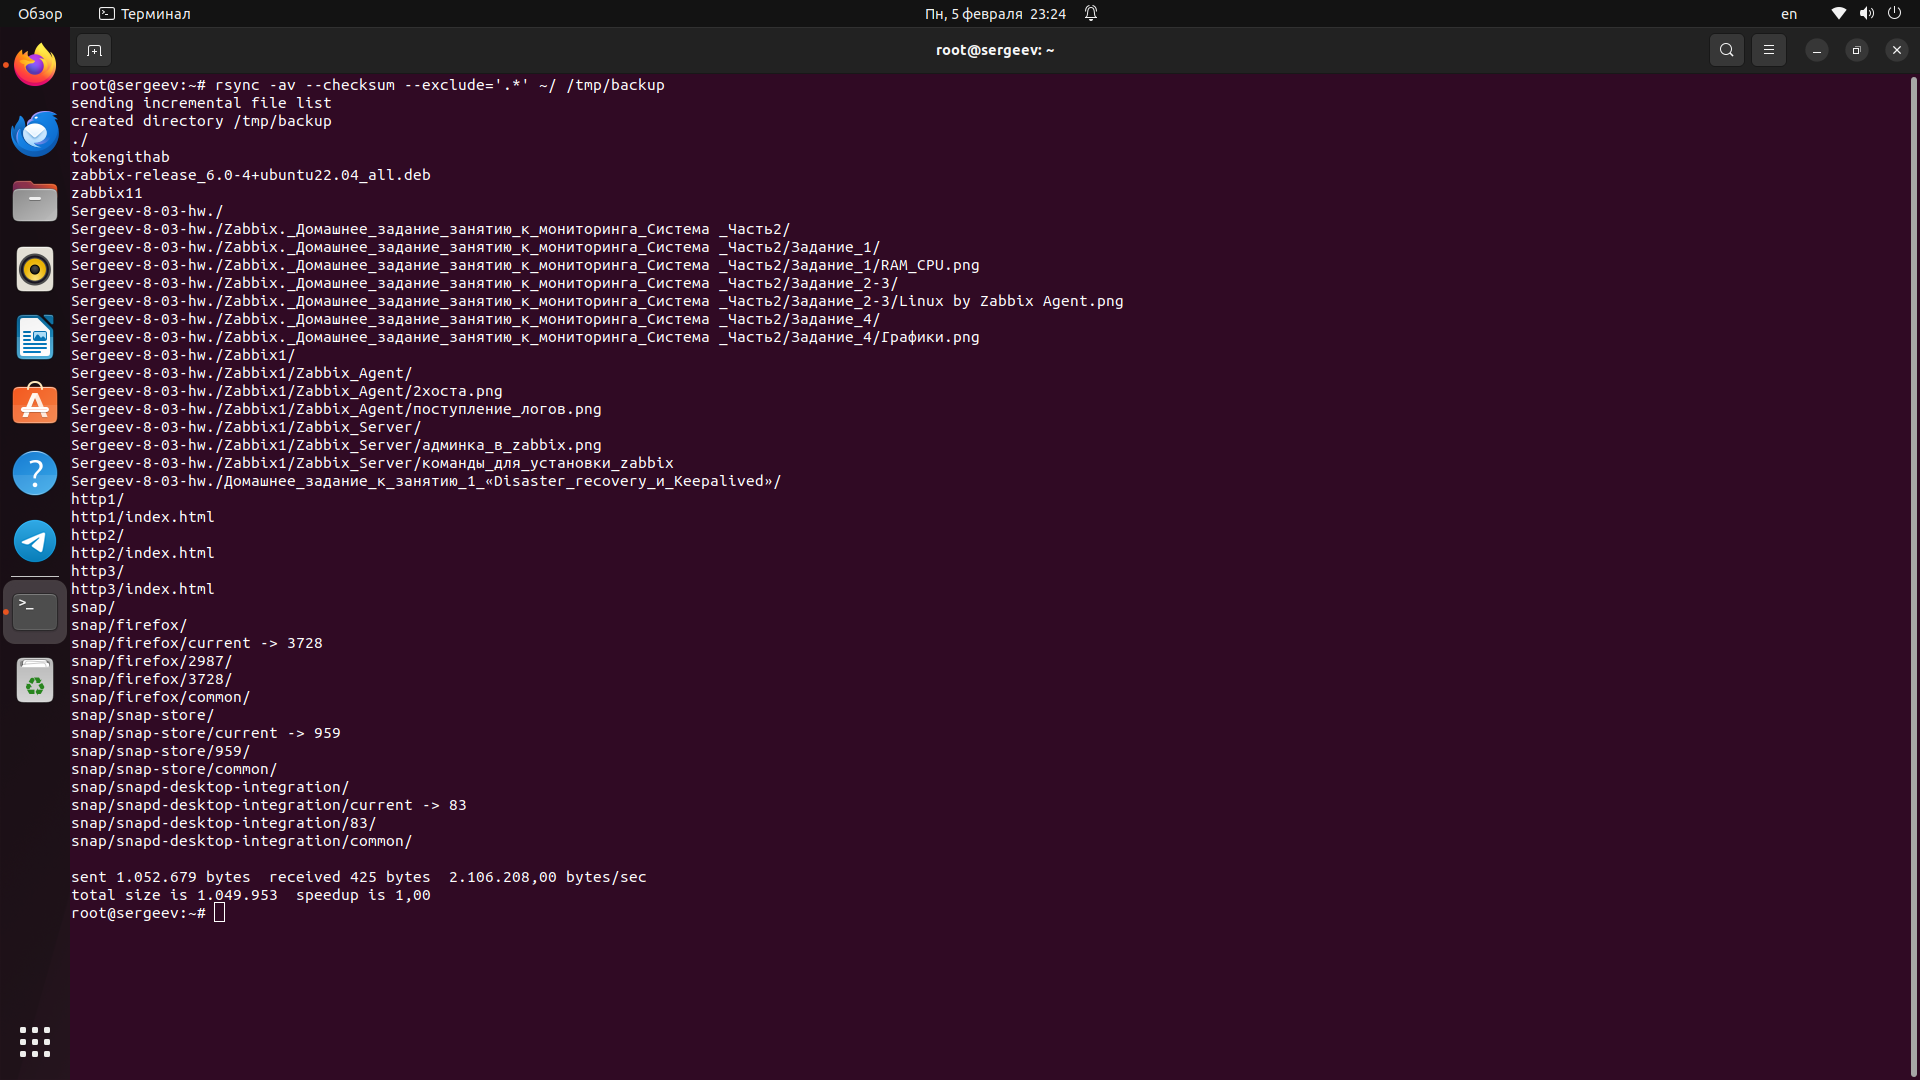 Обзор
Терминал
Пн, 5 февраля 23:24
en
root@sergeev: ~
root@sergeev:~# rsync -av --checksum --exclude='.*' ~/ /tmp/backup
sending incremental file list
created directory /tmp/backup
./
tokengithab
zabbix-release_6.0-4+ubuntu22.04_all.deb
zabbix11
Sergeev-8-03-hw./
Sergeev-8-03-hw./Zabbix._Домашнее_задание_занятию_к_мониторинга_Система _Часть2/
Sergeev-8-03-hw./Zabbix._Домашнее_задание_занятию_к_мониторинга_Система _Часть2/Задание_1/
Sergeev-8-03-hw./Zabbix._Домашнее_задание_занятию_к_мониторинга_Система _Часть2/Задание_1/RAM_CPU.png
Sergeev-8-03-hw./Zabbix._Домашнее_задание_занятию_к_мониторинга_Система _Часть2/Задание_2-3/
Sergeev-8-03-hw./Zabbix._Домашнее_задание_занятию_к_мониторинга_Система _Часть2/Задание_2-3/Linux by Zabbix Agent.png
Sergeev-8-03-hw./Zabbix._Домашнее_задание_занятию_к_мониторинга_Система _Часть2/Задание_4/
Sergeev-8-03-hw./Zabbix._Домашнее_задание_занятию_к_мониторинга_Система _Часть2/Задание_4/Графики.png
Sergeev-8-03-hw./Zabbix1/
Sergeev-8-03-hw./Zabbix1/Zabbix_Agent/
Sergeev-8-03-hw./Zabbix1/Zabbix_Agent/2хоста.png
Sergeev-8-03-hw./Zabbix1/Zabbix_Agent/поступление_логов.png
Sergeev-8-03-hw./Zabbix1/Zabbix_Server/
Sergeev-8-03-hw./Zabbix1/Zabbix_Server/админка_в_zabbix.png
Sergeev-8-03-hw./Zabbix1/Zabbix_Server/команды_для_установки_zabbix
Sergeev-8-03-hw./Домашнее_задание_к_занятию_1_«Disaster_recovery_и_Keepalived»/
http1/
http1/index.html
http2/
http2/index.html
http3/
http3/index.html
snap/
snap/firefox/
snap/firefox/current -> 3728
snap/firefox/2987/
snap/firefox/3728/
snap/firefox/common/
snap/snap-store/
snap/snap-store/current -> 959
snap/snap-store/959/
snap/snap-store/common/
snap/snapd-desktop-integration/
snap/snapd-desktop-integration/current -> 83
snap/snapd-desktop-integration/83/
snap/snapd-desktop-integration/common/
sent 1.052.679 bytes  received 425 bytes  2.106.208,00 bytes/sec
total size is 1.049.953  speedup is 1,00
root@sergeev:~#